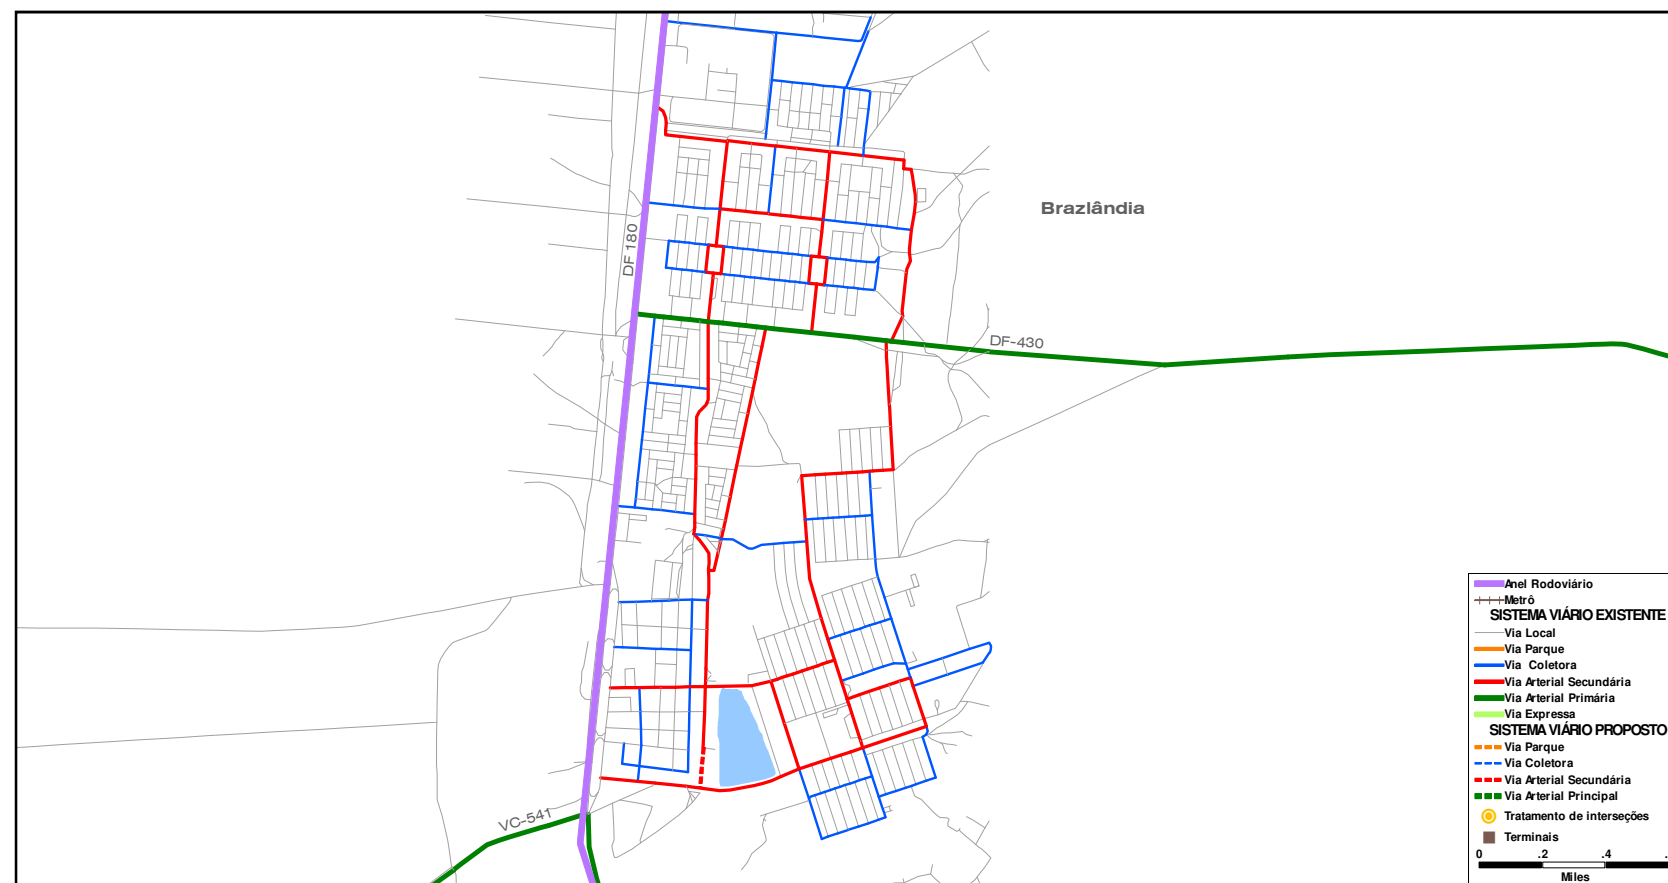 Brazlândia
DF 180
DF-430
VC-541
Anel Rodoviário
Metrô
SISTEMA VIÁRIO EXISTENTE
Via Local
Via Parque
Via Coletora
Via Arterial Secundária
Via Arterial Primária
Via Expressa
SISTEMA VIÁRIO PROPOSTO
Via Parque
Via Coletora
Via Arterial Secundária
Via Arterial Principal
Tratamento de interseções
Terminais
0 .2 .4 .
Miles